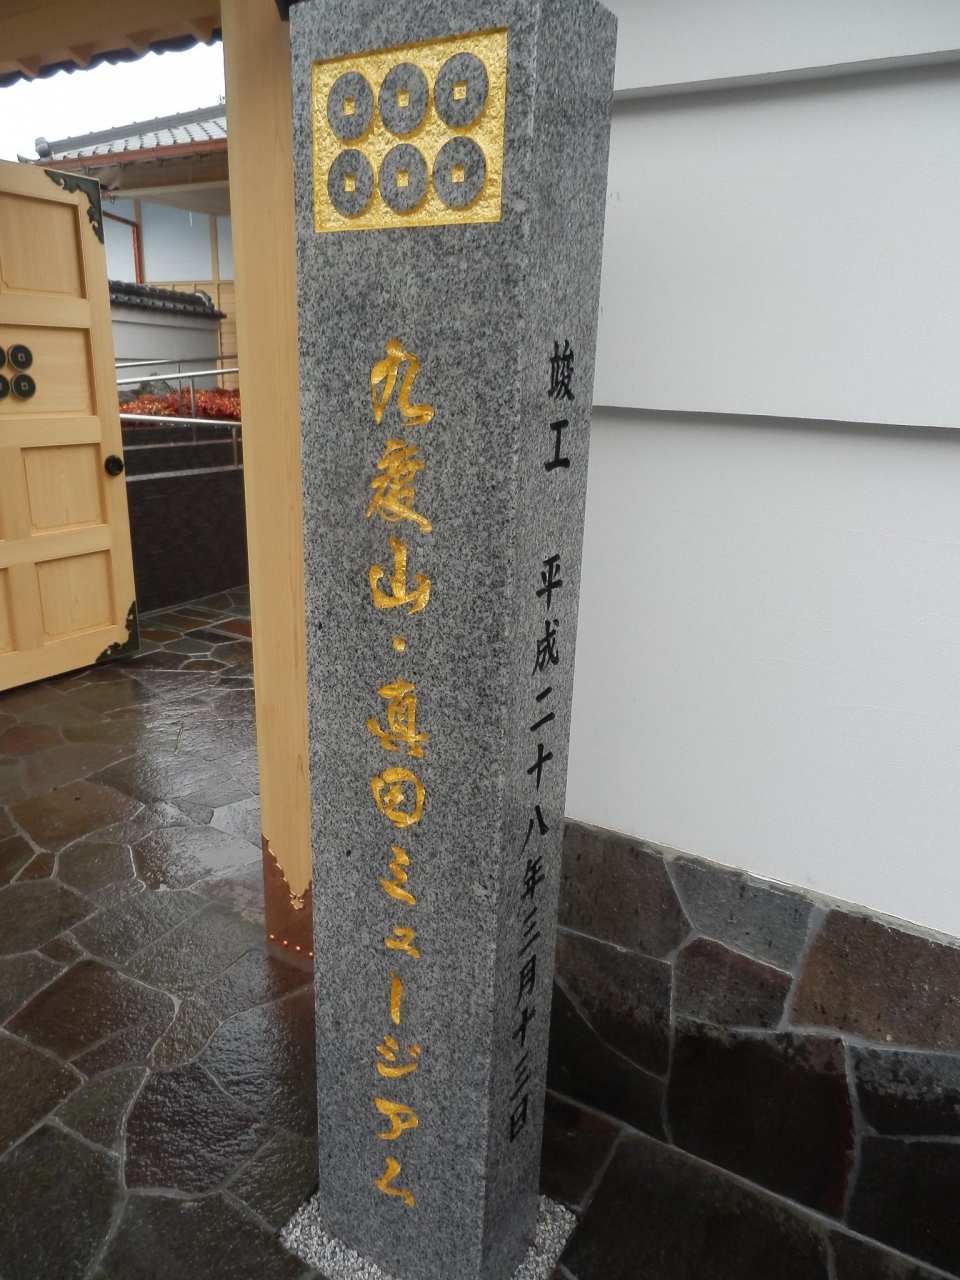 九度山・真田ミュージアム
竣工 平成二十八年三月十三日